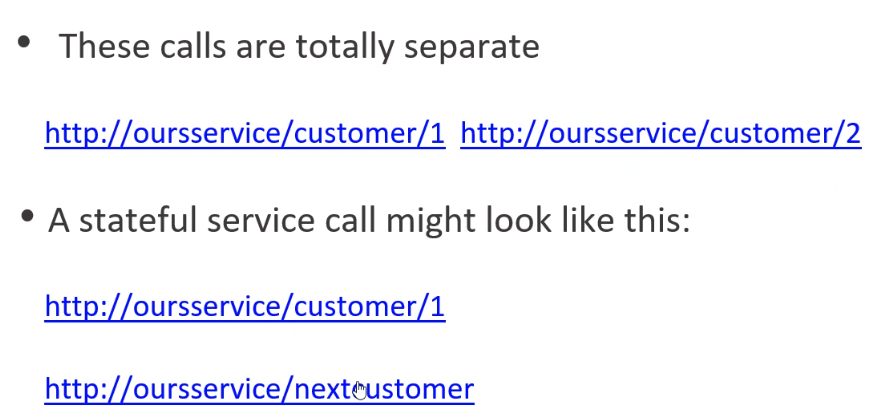 • These calls are totally separate
http://oursservice/customer/1 http://oursservice/customer/2
• A stateful service call might look like this:
http://oursservice/customer/1
http://oursservice/nextcustomer